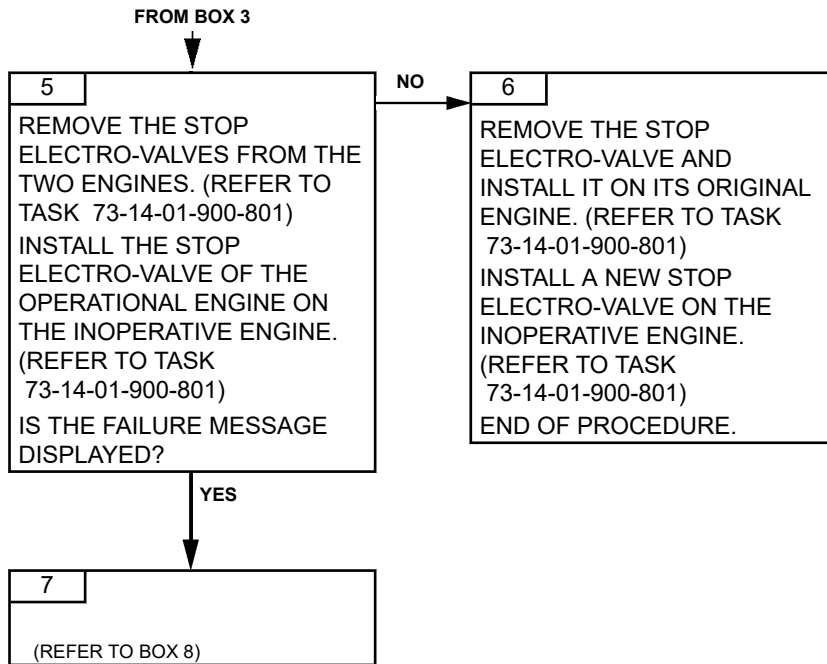 FROM BOX 3
5
REMOVE THE STOP
ELECTRO-VALVES FROM THE
TWO ENGINES. (REFER TO
TASK 73-14-01-900-801)
INSTALL THE STOP
ELECTRO-VALVE OF THE
OPERATIONAL ENGINE ON
THE INOPERATIVE ENGINE.
(REFER TO TASK
73-14-01-900-801)
IS THE FAILURE MESSAGE
DISPLAYED?
NO
6
REMOVE THE STOP
ELECTRO-VALVE AND
INSTALL IT ON ITS ORIGINAL
ENGINE. (REFER TO TASK
73-14-01-900-801)
INSTALL A NEW STOP
ELECTRO-VALVE ON THE
INOPERATIVE ENGINE.
(REFER TO TASK
73-14-01-900-801)
END OF PROCEDURE.
YES
7
(REFER TO BOX 8)